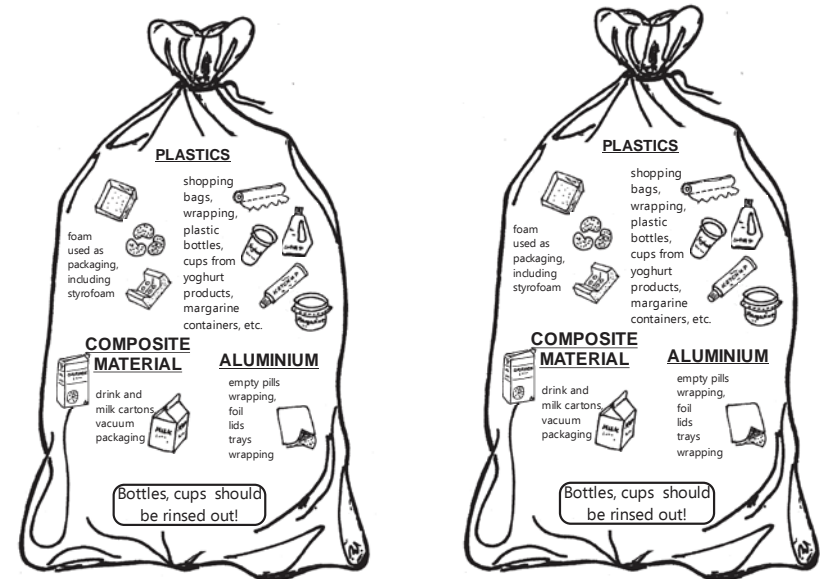 PLASTICS
shopping
bags,
wrapping,
plastic
bottles,
cups from
yoghurt
products,
margarine
containers, etc.
foam
used as
packaging,
including
styrofoam
KETCHUP
COMPOSITE
MATERIAL
drink and
milk cartons,
vacuum
packaging
MILK
ALUMINIUM
empty pills
wrapping,
foil
lids
trays
wrapping
Bottles, cups should
be rinsed out!
PLASTICS
shopping
bags,
wrapping,
plastic
bottles,
cups from
yoghurt
products,
margarine
containers, etc.
foam
used as
packaging,
including
styrofoam
KETCHUP
COMPOSITE
MATERIAL
drink and
milk cartons,
vacuum
packaging
MILK
ALUMINIUM
empty pills
wrapping,
foil
lids
trays
wrapping
Bottles, cups should
be rinsed out!